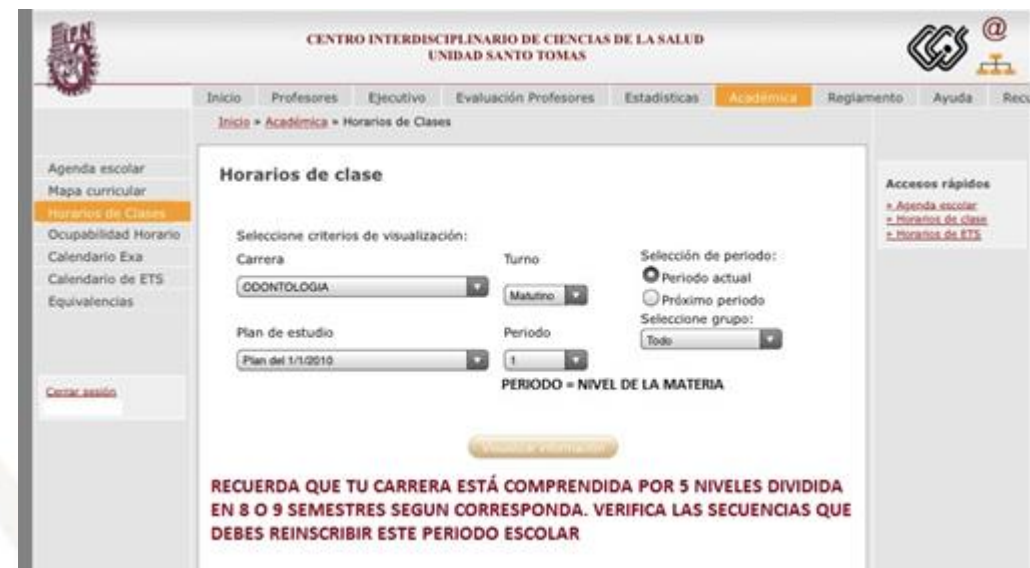 IPN
CENTRO INTERDISCIPLINARIO DE CIENCIAS DE LA SALUD
UNIDAD SANTO TOMAS
@
Inicio Profesores Ejecutivo Evaluación Profesores Estadísticas Académica Reglamento Ayuda Recu
Inicio » Académica » Horarios de Clases
Agenda escolar
Mapa curricular
Horarios de Clases
Ocupabilidad Horario
Calendario Exa
Calendario de ETS
Equivalencias
Cerrar sesión
Horarios de clase
Seleccione criterios de visualización:
Carrera
ODONTOLOGIA
Turno
Matutino
Selección de periodo:
Periodo actual
Próximo periodo
Plan de estudio
Plan del 1/1/2010
Periodo
1
Seleccione grupo:
Todo
PERIODO = NIVEL DE LA MATERIA
Visualizar información
RECUERDA QUE TU CARRERA ESTÁ COMPRENDIDA POR 5 NIVELES DIVIDIDA
EN 8 O 9 SEMESTRES SEGUN CORRESPONDA. VERIFICA LAS SECUENCIAS QUE
DEBES REINSCRIBIR ESTE PERIODO ESCOLAR
Accesos rápidos
» Agenda escolar
» Horarios de clase
» Horarios de ETS